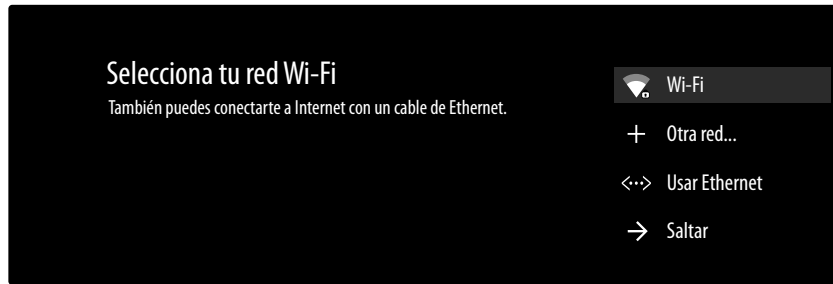 Selecciona tu red Wi-Fi
También puedes conectarte a Internet con un cable de Ethernet.
Wi-Fi
Otra red...
Usar Ethernet
Saltar